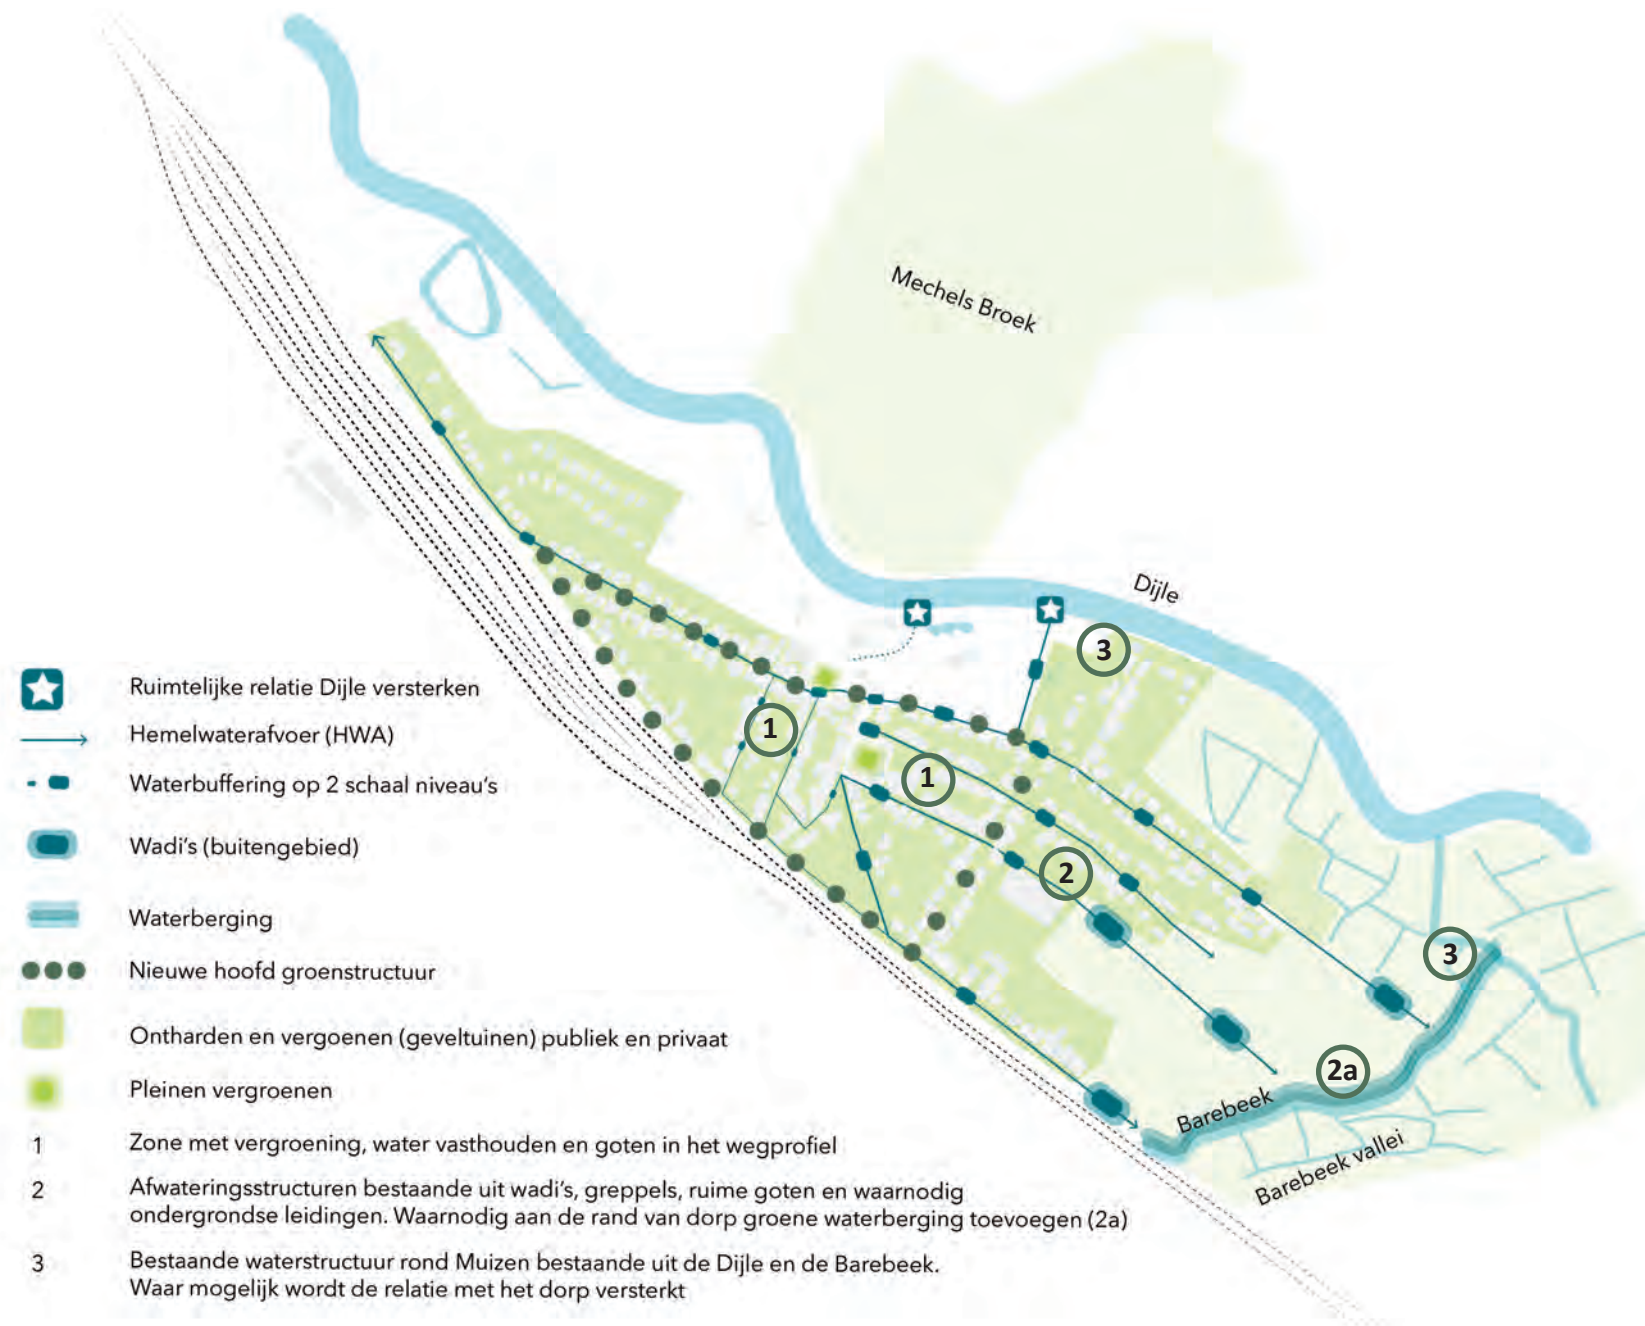 Mechels Broek
Dijle
3
1
1
2
3
2a
Barebeek
Barebeek vallei
Ruimtelijke relatie Dijle versterken
Hemelwaterafvoer (HWA)
Waterbuffering op 2 schaal niveau's
Wadi's (buitengebied)
Waterberging
Nieuwe hoofd groenstructuur
Ontharden en vergoenen (geveltuinen) publiek en privaat
Pleinen vergroenen
1 Zone met vergroening, water vasthouden en goten in het wegprofiel
2 Afwateringsstructuren bestaande uit wadi's, greppels, ruime goten en waarnodig
ondergrondse leidingen. Waarnodig aan de rand van dorp groene waterberging toevoegen (2a)
3 Bestaande waterstructuur rond Muizen bestaande uit de Dijle en de Barebeek.
Waar mogelijk wordt de relatie met het dorp versterkt